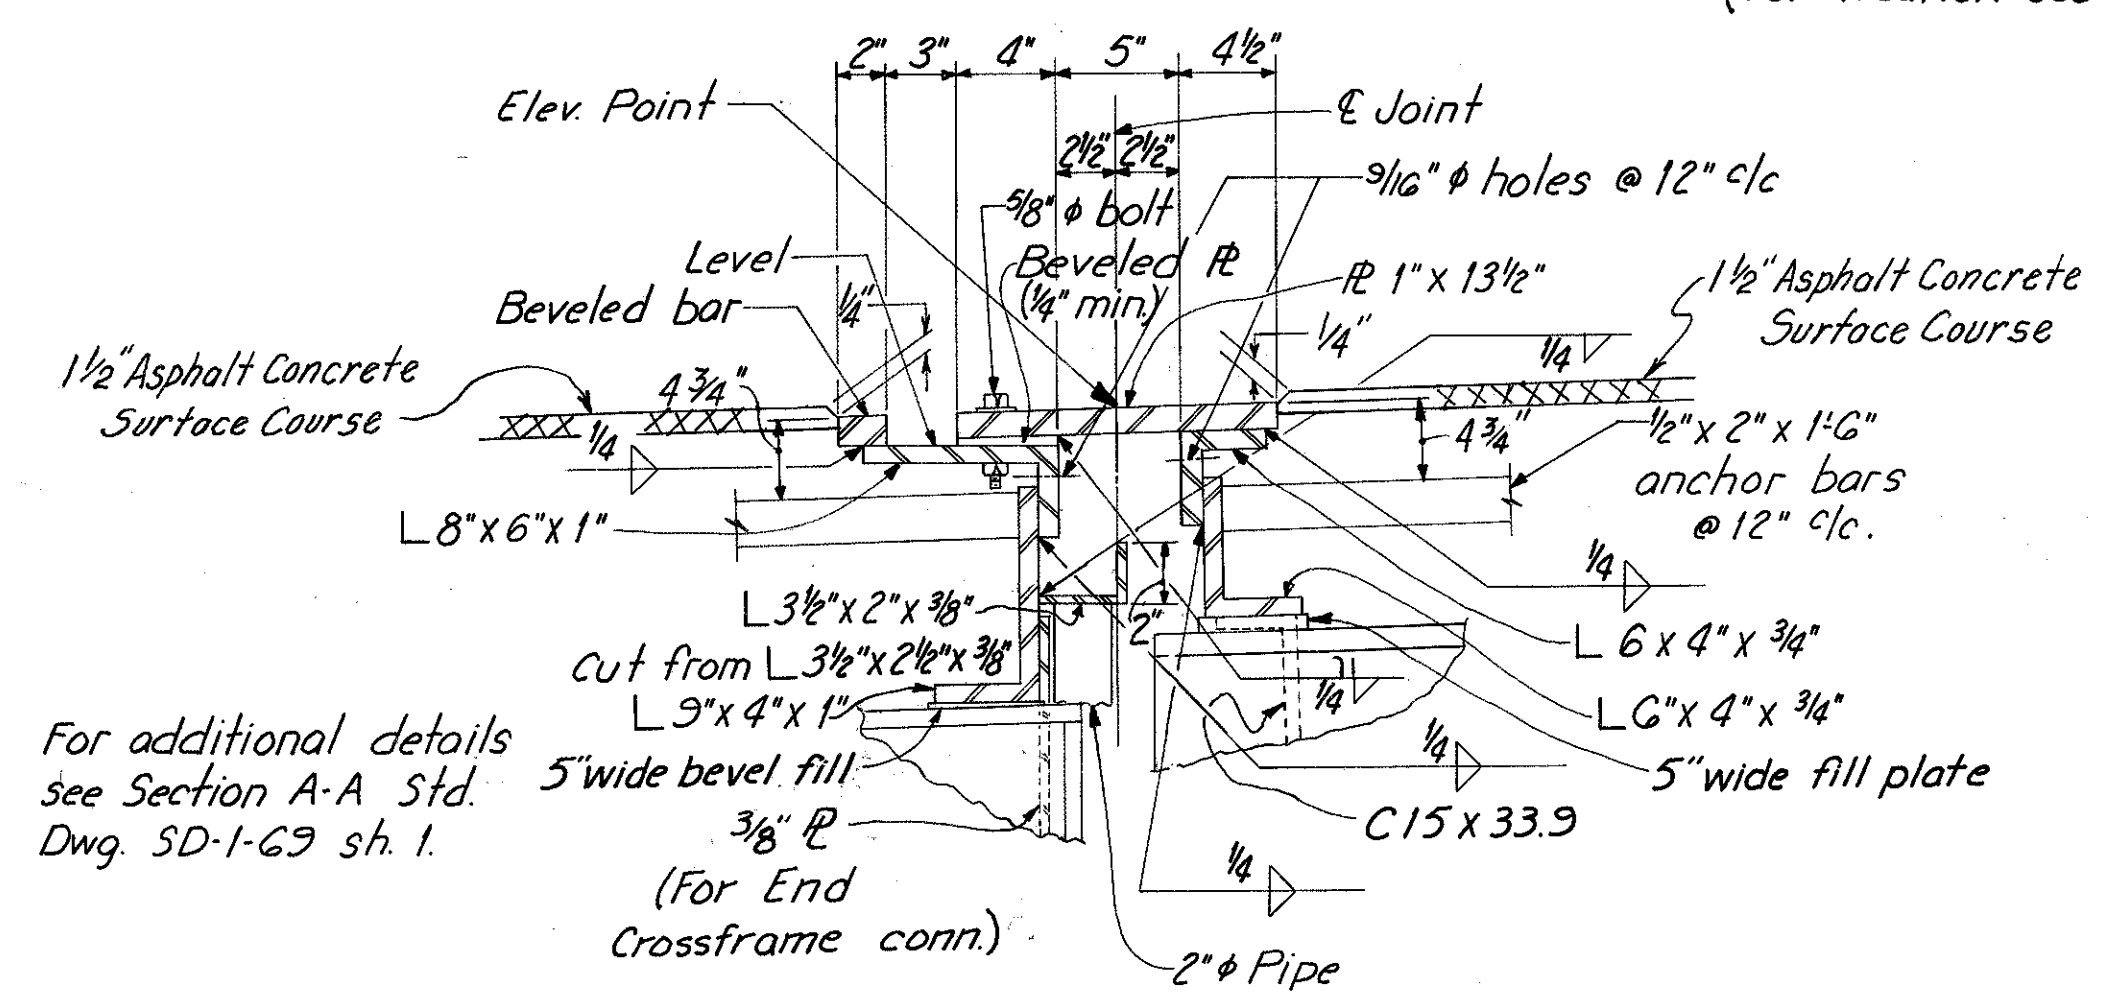 2" 3" 4" 5" 4½"
Elev. Point
℄ Joint
2½" 2½"
9/16" ϕ holes @ 12" c/c
5/8" ϕ bolt
Level
Beveled ℙL
(¼" min.)
℄
Beveled bar
¼"
ℙL 1" x 13½"
¼"
1½" Asphalt Concrete
Surface Course
¼
1½" Asphalt Concrete
Surface Course
4¾"
¼
4¾"
½" x 2" x 1'-6"
anchor bars
@ 12" c/c.
L 8" x 6" x 1"
¼
L 3½" x 2" x 3/8"
2"
cut from L 3½" x 2½" x 3/8"
L 6 x 4" x ¾"
L 9" x 4" x 1"
¼
L 6" x 4" x ¾"
For additional details
see Section A-A Std.
Dwg. SD-1-69 sh. 1.
5" wide bevel fill
¼
5" wide fill plate
3/8" ℙL
C 15 x 33.9
(For End
Crossframe conn.)
¼
2" ϕ Pipe